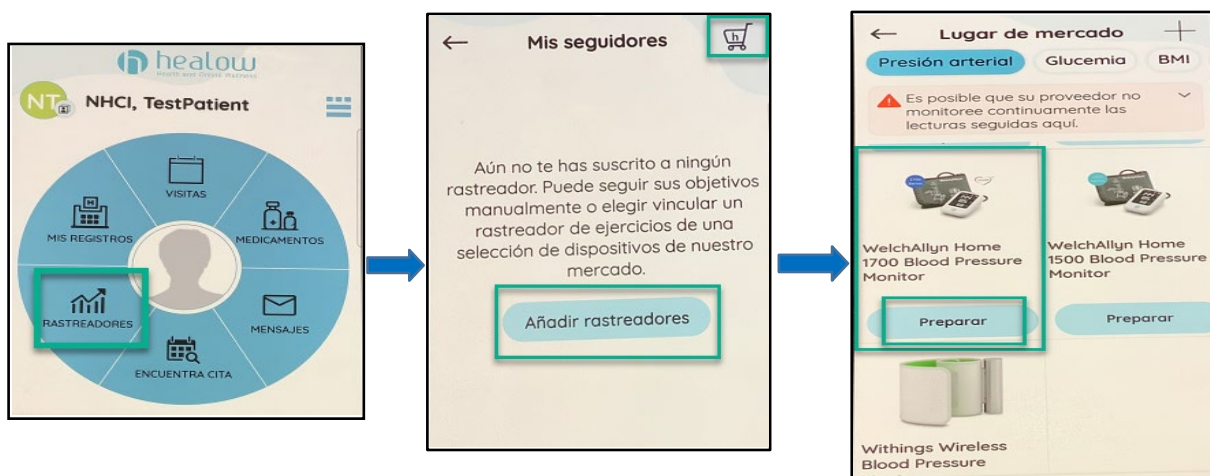 healow
Health and Online Wellness
NT
NHCI, TestPatient
VISITAS
MIS REGISTROS
MEDICAMENTOS
RASTREADORES
MENSAJES
ENCUENTRA CITA
Mis seguidores
h
Aún no te has suscrito a ningún
rastreador. Puede seguir sus objetivos
manualmente o elegir vincular un
rastreador de ejercicios de una
selección de dispositivos de nuestro
mercado.
Añadir rastreadores
Lugar de mercado
Presión arterial
Glucemia
BMI
Es posible que su proveedor no
monitoree continuamente las
lecturas seguidas aquí.
WelchAllyn Home
1700 Blood Pressure
Monitor
Preparar
WelchAllyn Home
1500 Blood Pressure
Monitor
Preparar
Withings Wireless
Blood Pressure